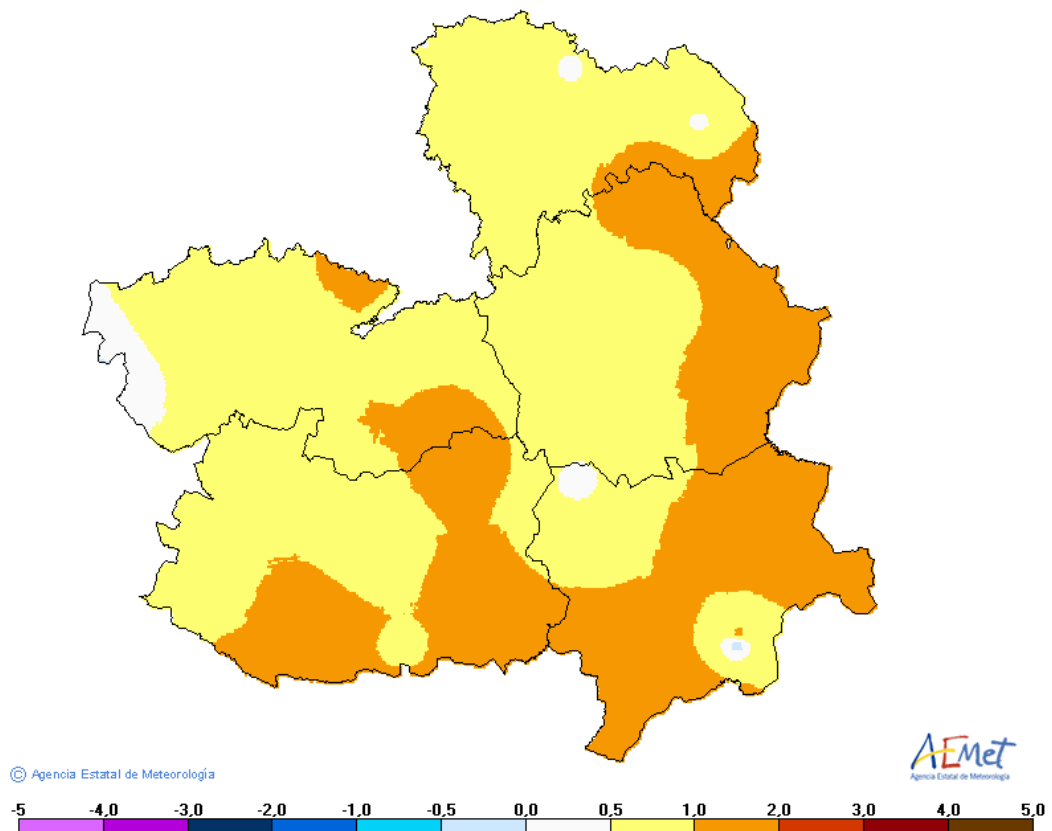 © Agencia Estatal de Meteorología
AEMet
Agencia Estatal de Meteorología
-5 -4,0 -3,0 -2,0 -1,0 -0,5 0,0 0,5 1,0 2,0 3,0 4,0 5,0